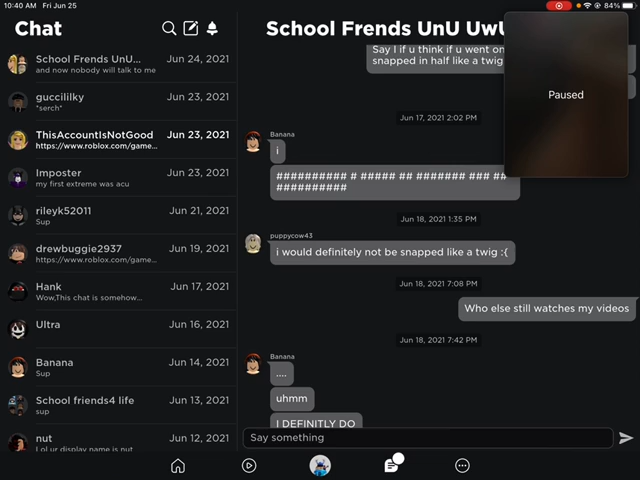 10:40 AM Fri Jun 25
84%
Chat
School Frends UnU UwU
Paused
School Friends UnU... Jun 24, 2021
and now nobody will talk to me
guccililky Jun 23, 2021
*serch*
ThisAccountIsNotGood Jun 23, 2021
https://www.roblox.com/game...
Imposter Jun 23, 2021
my first extreme was acu
rileyk52011 Jun 21, 2021
Sup
drewbuggie2937 Jun 19, 2021
https://www.roblox.com/game...
Hank Jun 17, 2021
Wow,This chat is somehow...
Ultra Jun 16, 2021
Banana Jun 14, 2021
Sup
School friends4 life Jun 13, 2021
sup
nut Jun 12, 2021
Lol ur display name is nut
Say I if u think if u went on
snapped in half like a twig
Jun 17, 2021 2:02 PM
Banana
i
########## # ##### ## ####### ### ##
##########
Jun 18, 2021 1:35 PM
puppycow43
i would definitely not be snapped like a twig :{
Jun 18, 2021 7:08 PM
Who else still watches my videos
Jun 18, 2021 7:42 PM
Banana
....
uhmm
I DEFINITLY DO
Say something